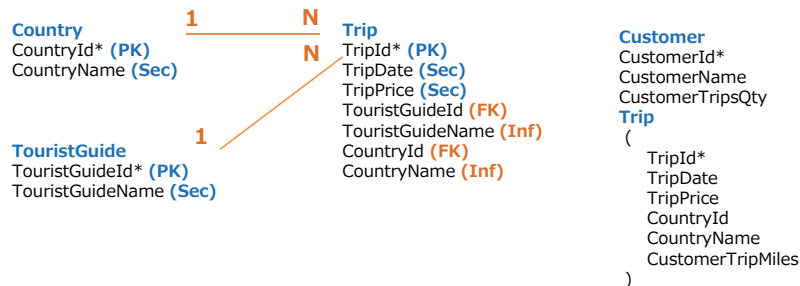 Country
CountryId* (PK)
CountryName (Sec)
1
N
N
1
TouristGuide
TouristGuideId* (PK)
TouristGuideName (Sec)
Trip
TripId* (PK)
TripDate (Sec)
TripPrice (Sec)
TouristGuideId (FK)
TouristGuideName (Inf)
CountryId (FK)
CountryName (Inf)
Customer
CustomerId*
CustomerName
CustomerTripsQty
Trip
(
TripId*
TripDate
TripPrice
CountryId
CountryName
CustomerTripMiles
)